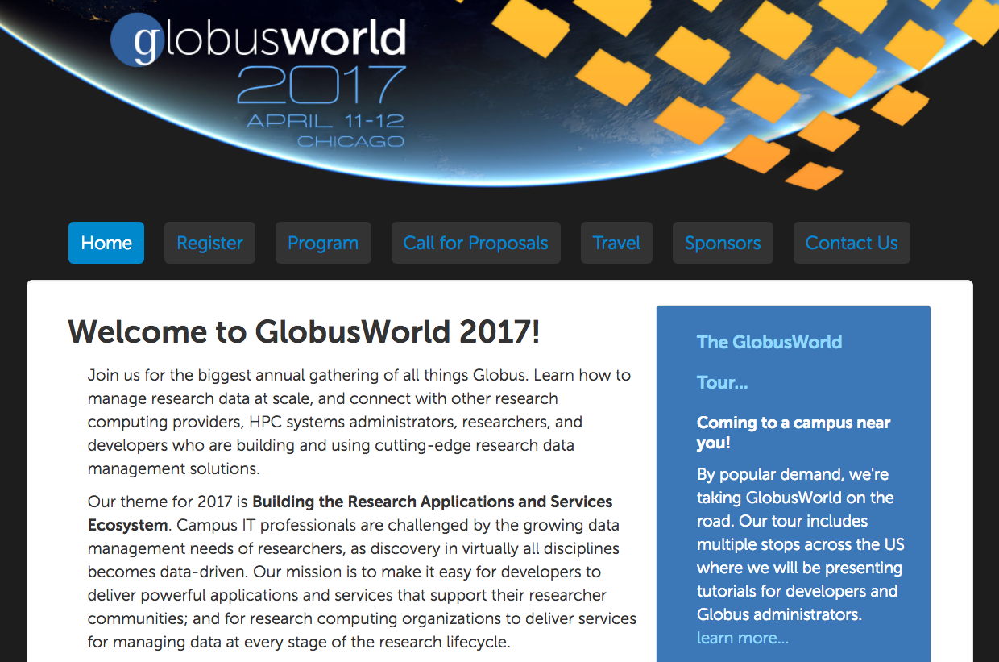 globusworld
2017
APRIL 11-12
CHICAGO
Home Register Program Call for Proposals Travel Sponsors Contact Us
Welcome to GlobusWorld 2017!
Join us for the biggest annual gathering of all things Globus. Learn how to
manage research data at scale, and connect with other research
computing providers, HPC systems administrators, researchers, and
developers who are building and using cutting-edge research data
management solutions.
Our theme for 2017 is Building the Research Applications and Services
Ecosystem. Campus IT professionals are challenged by the growing data
management needs of researchers, as discovery in virtually all disciplines
becomes data-driven. Our mission is to make it easy for developers to
deliver powerful applications and services that support their researcher
communities; and for research computing organizations to deliver services
for managing data at every stage of the research lifecycle.
The GlobusWorld
Tour...
Coming to a campus near
you!
By popular demand, we're
taking GlobusWorld on the
road. Our tour includes
multiple stops across the US
where we will be presenting
tutorials for developers and
Globus administrators.
learn more...